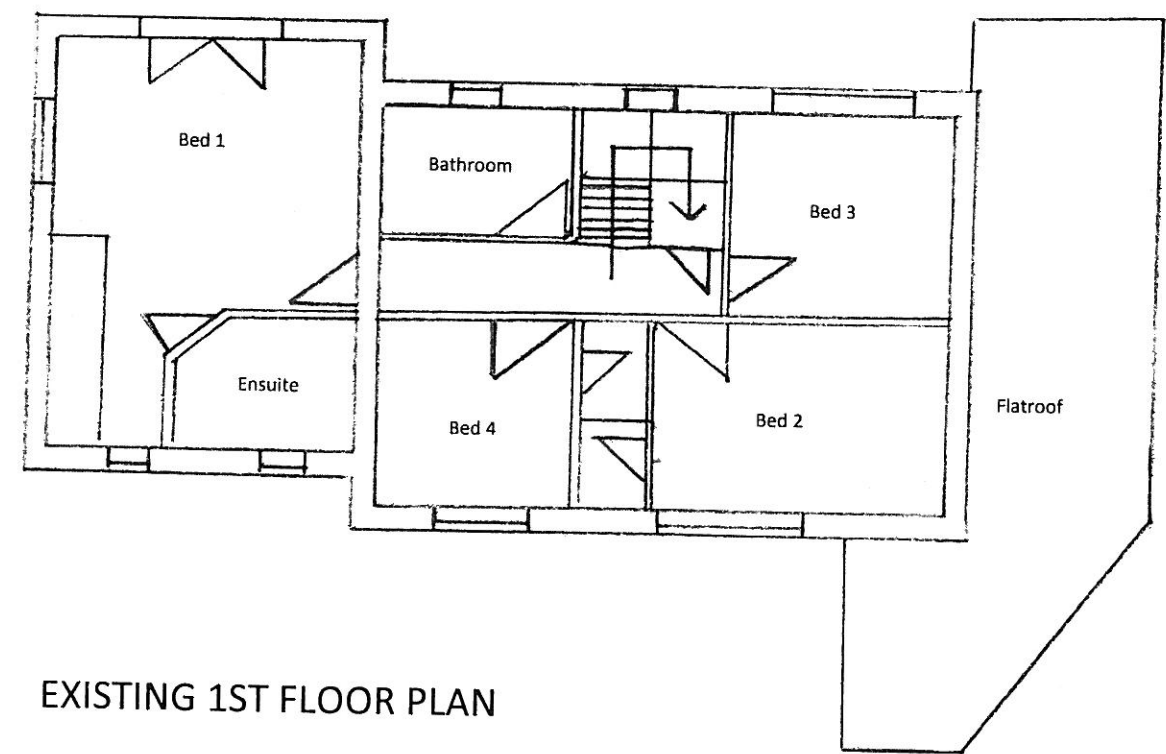 Bed 1
Bathroom
Bed 3
Ensuite
Bed 4
Bed 2
Flatroof
EXISTING 1ST FLOOR PLAN